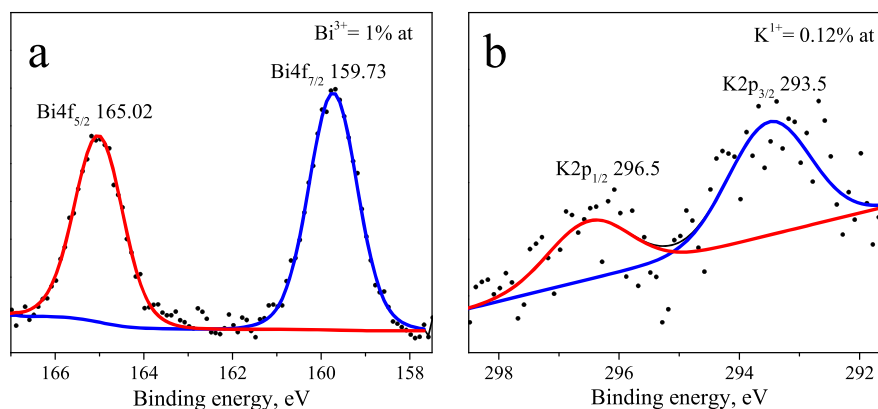 a
Bi³⁺= 1% at
Bi4f₇/₂ 159.73
Bi4f₅/₂ 165.02
166 164 162 160 158
Binding energy, eV
b
K¹⁺= 0.12% at
K2p₃/₂ 293.5
K2p₁/₂ 296.5
298 296 294 292
Binding energy, eV